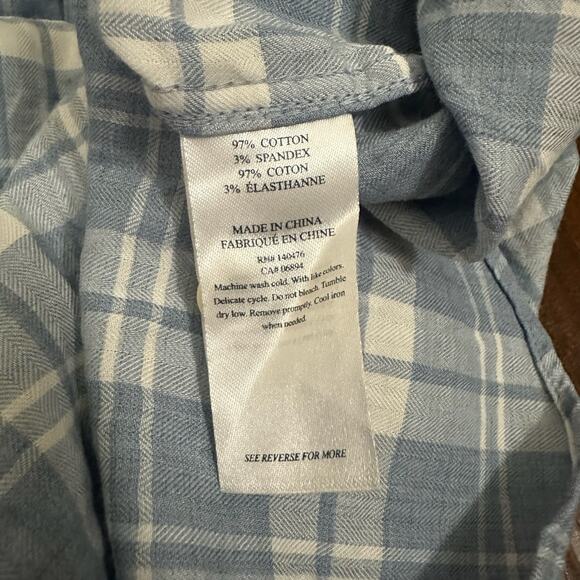 97% COTTON
3% SPANDEX
97% COTON
3% ÉLASTHANNE
MADE IN CHINA
FABRIQUÉ EN CHINE
RN# 140476
CA# 06894
Machine wash cold. With like colors.
Delicate cycle. Do not bleach. Tumble
dry low. Remove promptly. Cool iron
when needed.
SEE REVERSE FOR MORE